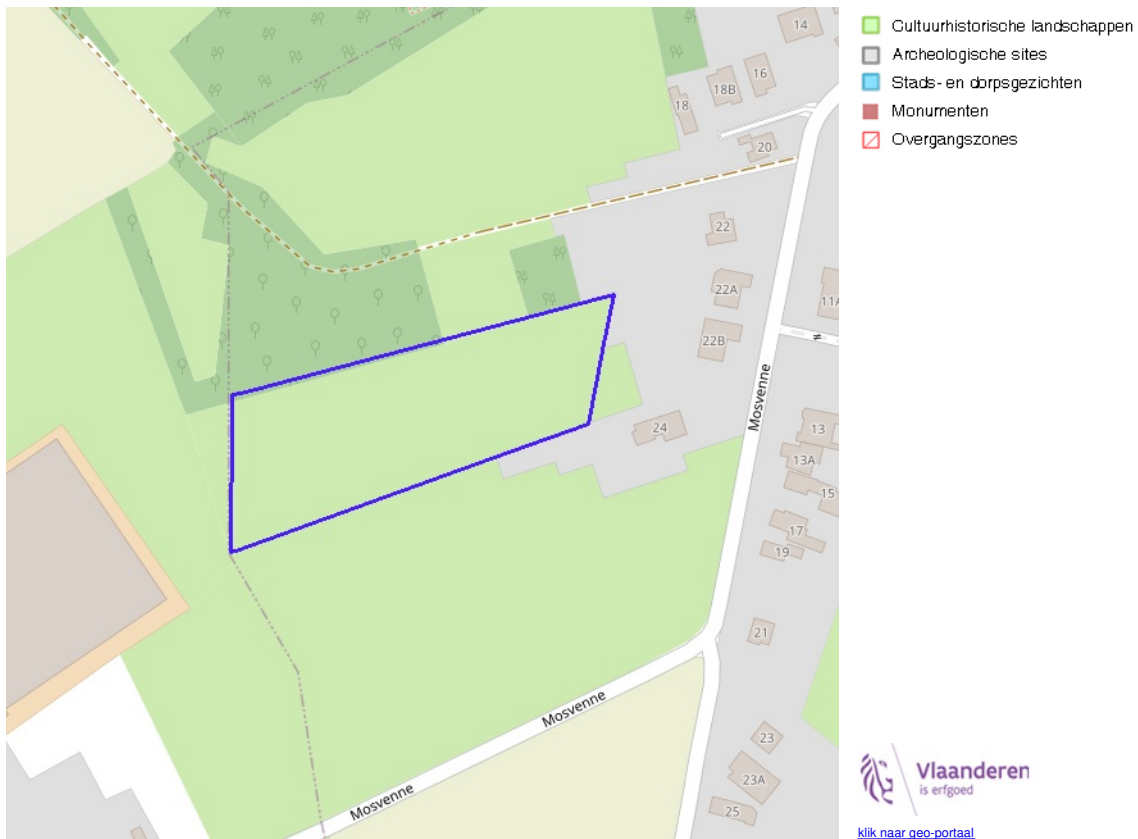 14
16
18B
18
20
22
22A
22B
11A
Mosvenne
24
13
13A
15
17
19
21
Mosvenne
23
23A
25
Mosvenne
Cultuurhistorische landschappen
Archeologische sites
Stads- en dorpsgezichten
Monumenten
Overgangszones
Vlaanderen
is erfgoed
klik naar geo-portaal